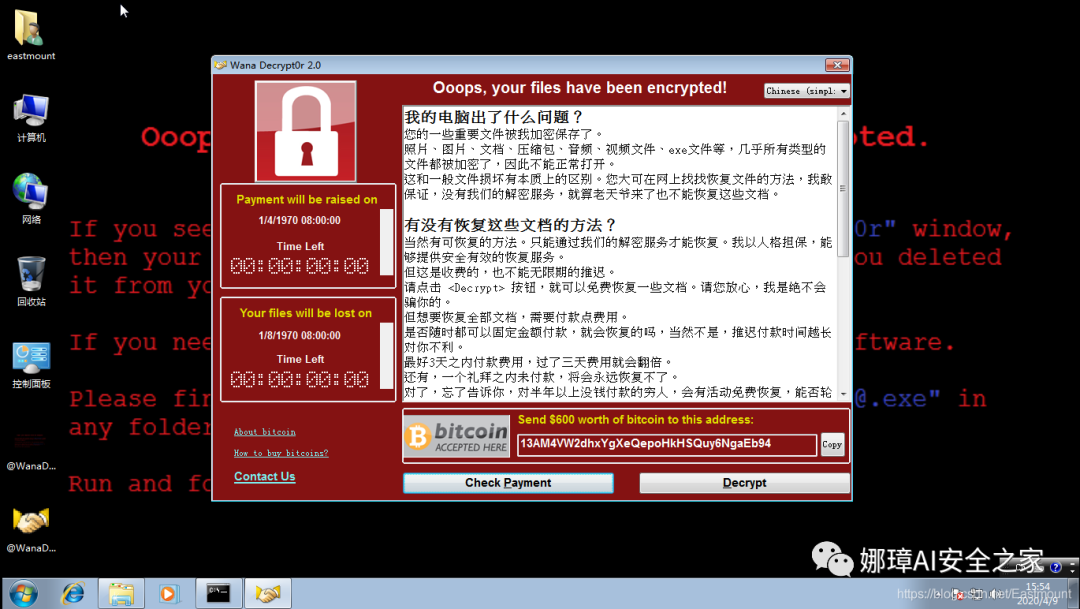 eastmount
计算机
网络
回收站
控制面板
@WanaD...
@WanaD...
Ooop
pted.
If you see
0r" window,
then your
ou deleted
it from yo
If you nee
ftware.
Please fin
@.exe" in
any folder
Run and fo
Wana Decrypt0r 2.0
Ooops, your files have been encrypted!
Chinese (simpl:
Payment will be raised on
1/4/1970 08:00:00
Time Left
00:00:00:00
Your files will be lost on
1/8/1970 08:00:00
Time Left
00:00:00:00
About bitcoin
How to buy bitcoins?
Contact Us
我的电脑出了什么问题？
您的一些重要文件被我加密保存了。
照片、图片、文档、压缩包、音频、视频文件、exe文件等，几乎所有类型的
文件都被加密了，因此不能正常打开。
这和一般文件损坏有本质上的区别。您大可在网上找找恢复文件的方法，我敢
保证，没有我们的解密服务，就算老天爷来了也不能恢复这些文档。
有没有恢复这些文档的方法？
当然有可恢复的方法。只能通过我们的解密服务才能恢复。我以人格担保，能
够提供安全有效的恢复服务。
但这是收费的，也不能无限期的推迟。
请点击 <Decrypt> 按钮，就可以免费恢复一些文档。请您放心，我是绝不会
骗你的。
但想要恢复全部文档，需要付款点费用。
是否随时都可以固定金额付款，就会恢复的吗，当然不是，推迟付款时间越长
对你不利。
最好3天之内付款费用，过了三天费用就会翻倍。
还有，一个礼拜之内未付款，将会永远恢复不了。
对了，忘了告诉你，对半年以上没钱付款的穷人，会有活动免费恢复，能否轮
bitcoin
ACCEPTED HERE
Send $600 worth of bitcoin to this address:
13AM4VW2dhxYgXeQepoHkHSQuy6NgaEb94
Copy
Check Payment
Decrypt
娜璋AI安全之家
15:54
2020/4/9
https://blog.csdn.net/Eastmount